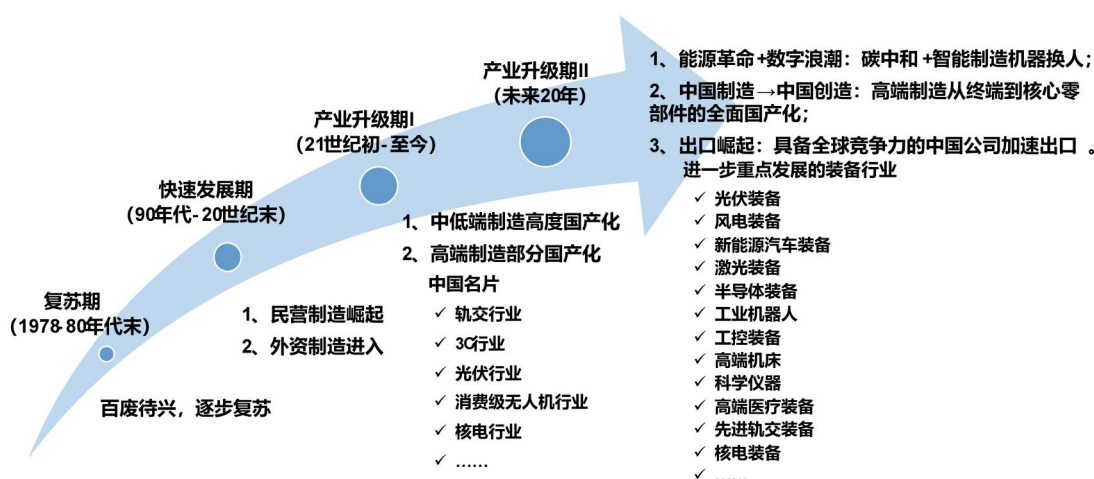 复苏期
（1978-80年代末）
百废待兴，逐步复苏
快速发展期
（90年代-20世纪末）
1、民营制造崛起
2、外资制造进入
产业升级期I
（21世纪初-至今）
1、中低端制造高度国产化
2、高端制造部分国产化
中国名片
✓ 轨交行业
✓ 3C行业
✓ 光伏行业
✓ 消费级无人机行业
✓ 核电行业
✓ ……
产业升级期II
（未来20年）
1、能源革命+数字浪潮：碳中和+智能制造机器换人；
2、中国制造→中国创造：高端制造从终端到核心零
部件的全面国产化；
3、出口崛起：具备全球竞争力的中国公司加速出口 。
进一步重点发展的装备行业
✓ 光伏装备
✓ 风电装备
✓ 新能源汽车装备
✓ 激光装备
✓ 半导体装备
✓ 工业机器人
✓ 工控装备
✓ 高端机床
✓ 科学仪器
✓ 高端医疗装备
✓ 先进轨交装备
✓ 核电装备
✓ ……